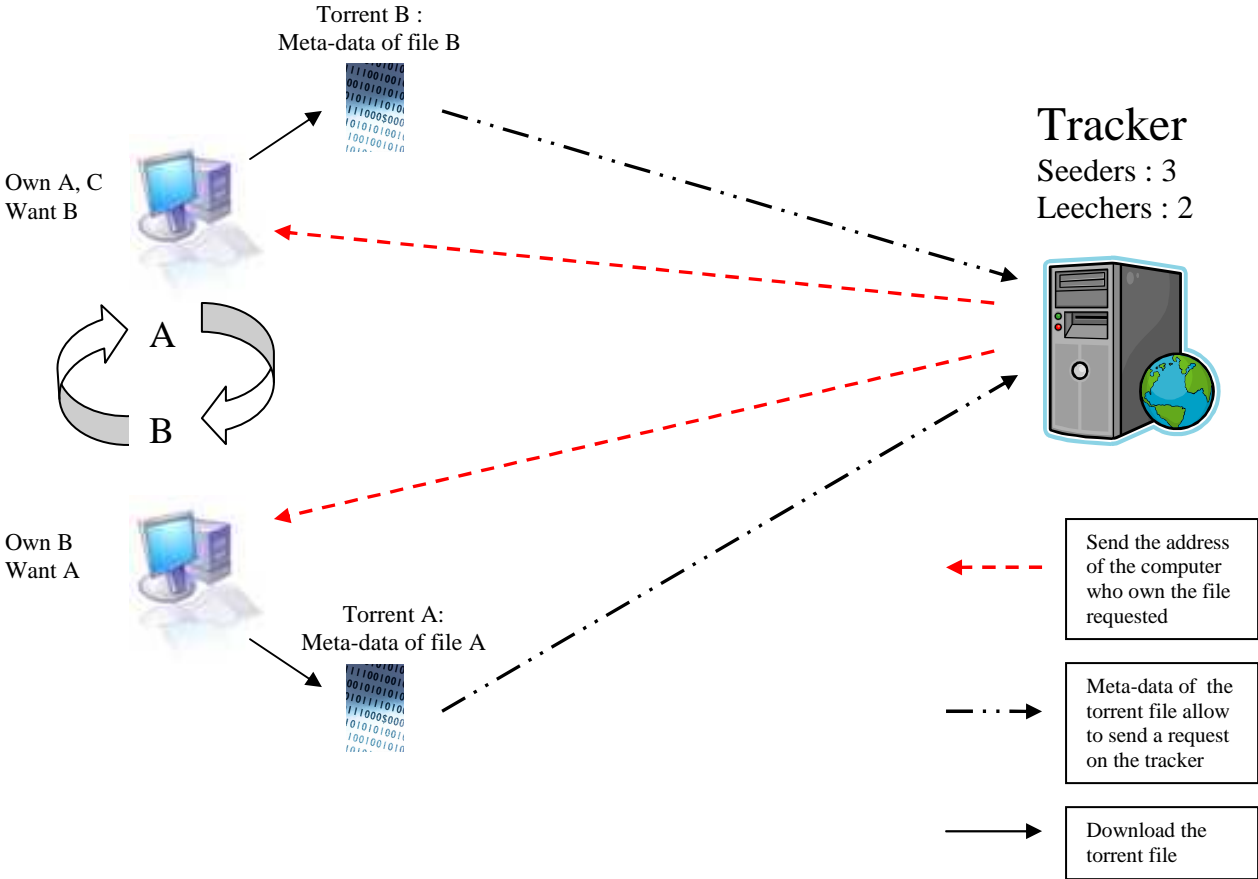 Torrent B :
Meta-data of file B
Tracker
Seeders : 3
Leechers : 2
Own A, C
Want B
A
B
Own B
Want A
Torrent A:
Meta-data of file A
Send the address
of the computer
who own the file
requested
Meta-data of the
torrent file allow
to send a request
on the tracker
Download the
torrent file